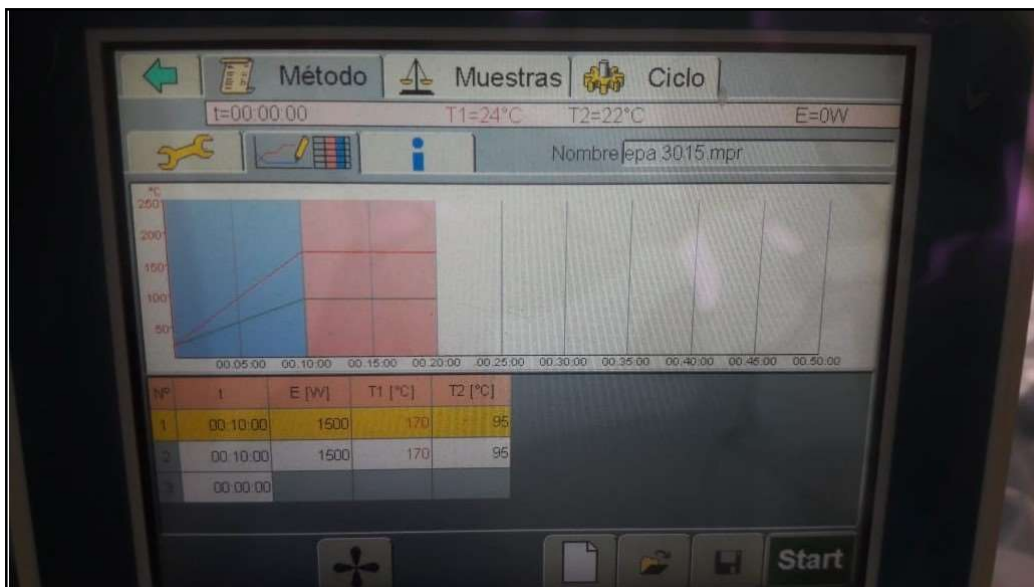 Método Muestras Ciclo
t=00:00:00 T1=24°C T2=22°C E=0W
Nombre epa 3015.mpr
°C
250
200
150
100
50
00:05:00 00:10:00 00:15:00 00:20:00 00:25:00 00:30:00 00:35:00 00:40:00 00:45:00 00:50:00
Nº t E [W] T1 [°C] T2 [°C]
1 00:10:00 1500 170 95
2 00:10:00 1500 170 95
3 00:00:00
Start